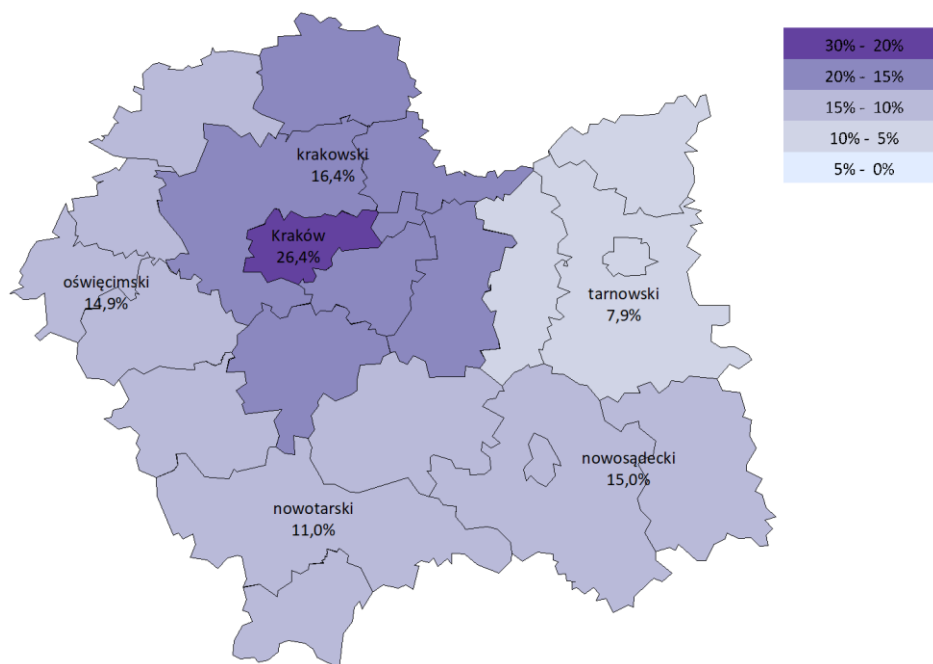 30% - 20%
20% - 15%
15% - 10%
10% - 5%
5% - 0%
krakowski
16,4%
Kraków
26,4%
oświęcimski
14,9%
tarnowski
7,9%
nowosądecki
15,0%
nowotarski
11,0%